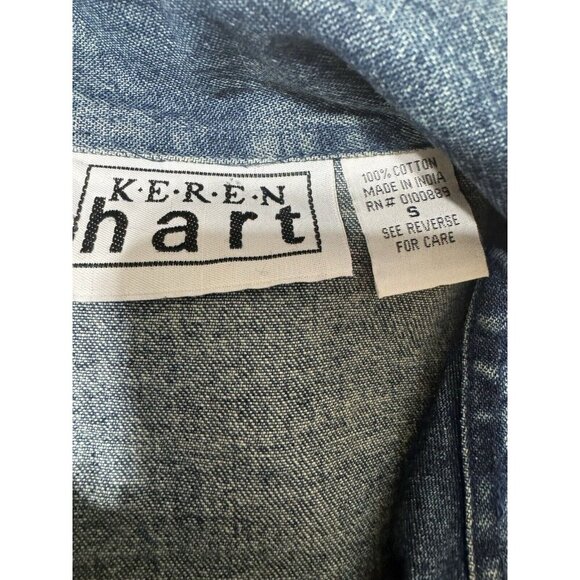 K·E·R·E·N
hart
100% COTTON
MADE IN INDIA
RN# 0100889
S
SEE REVERSE
FOR CARE